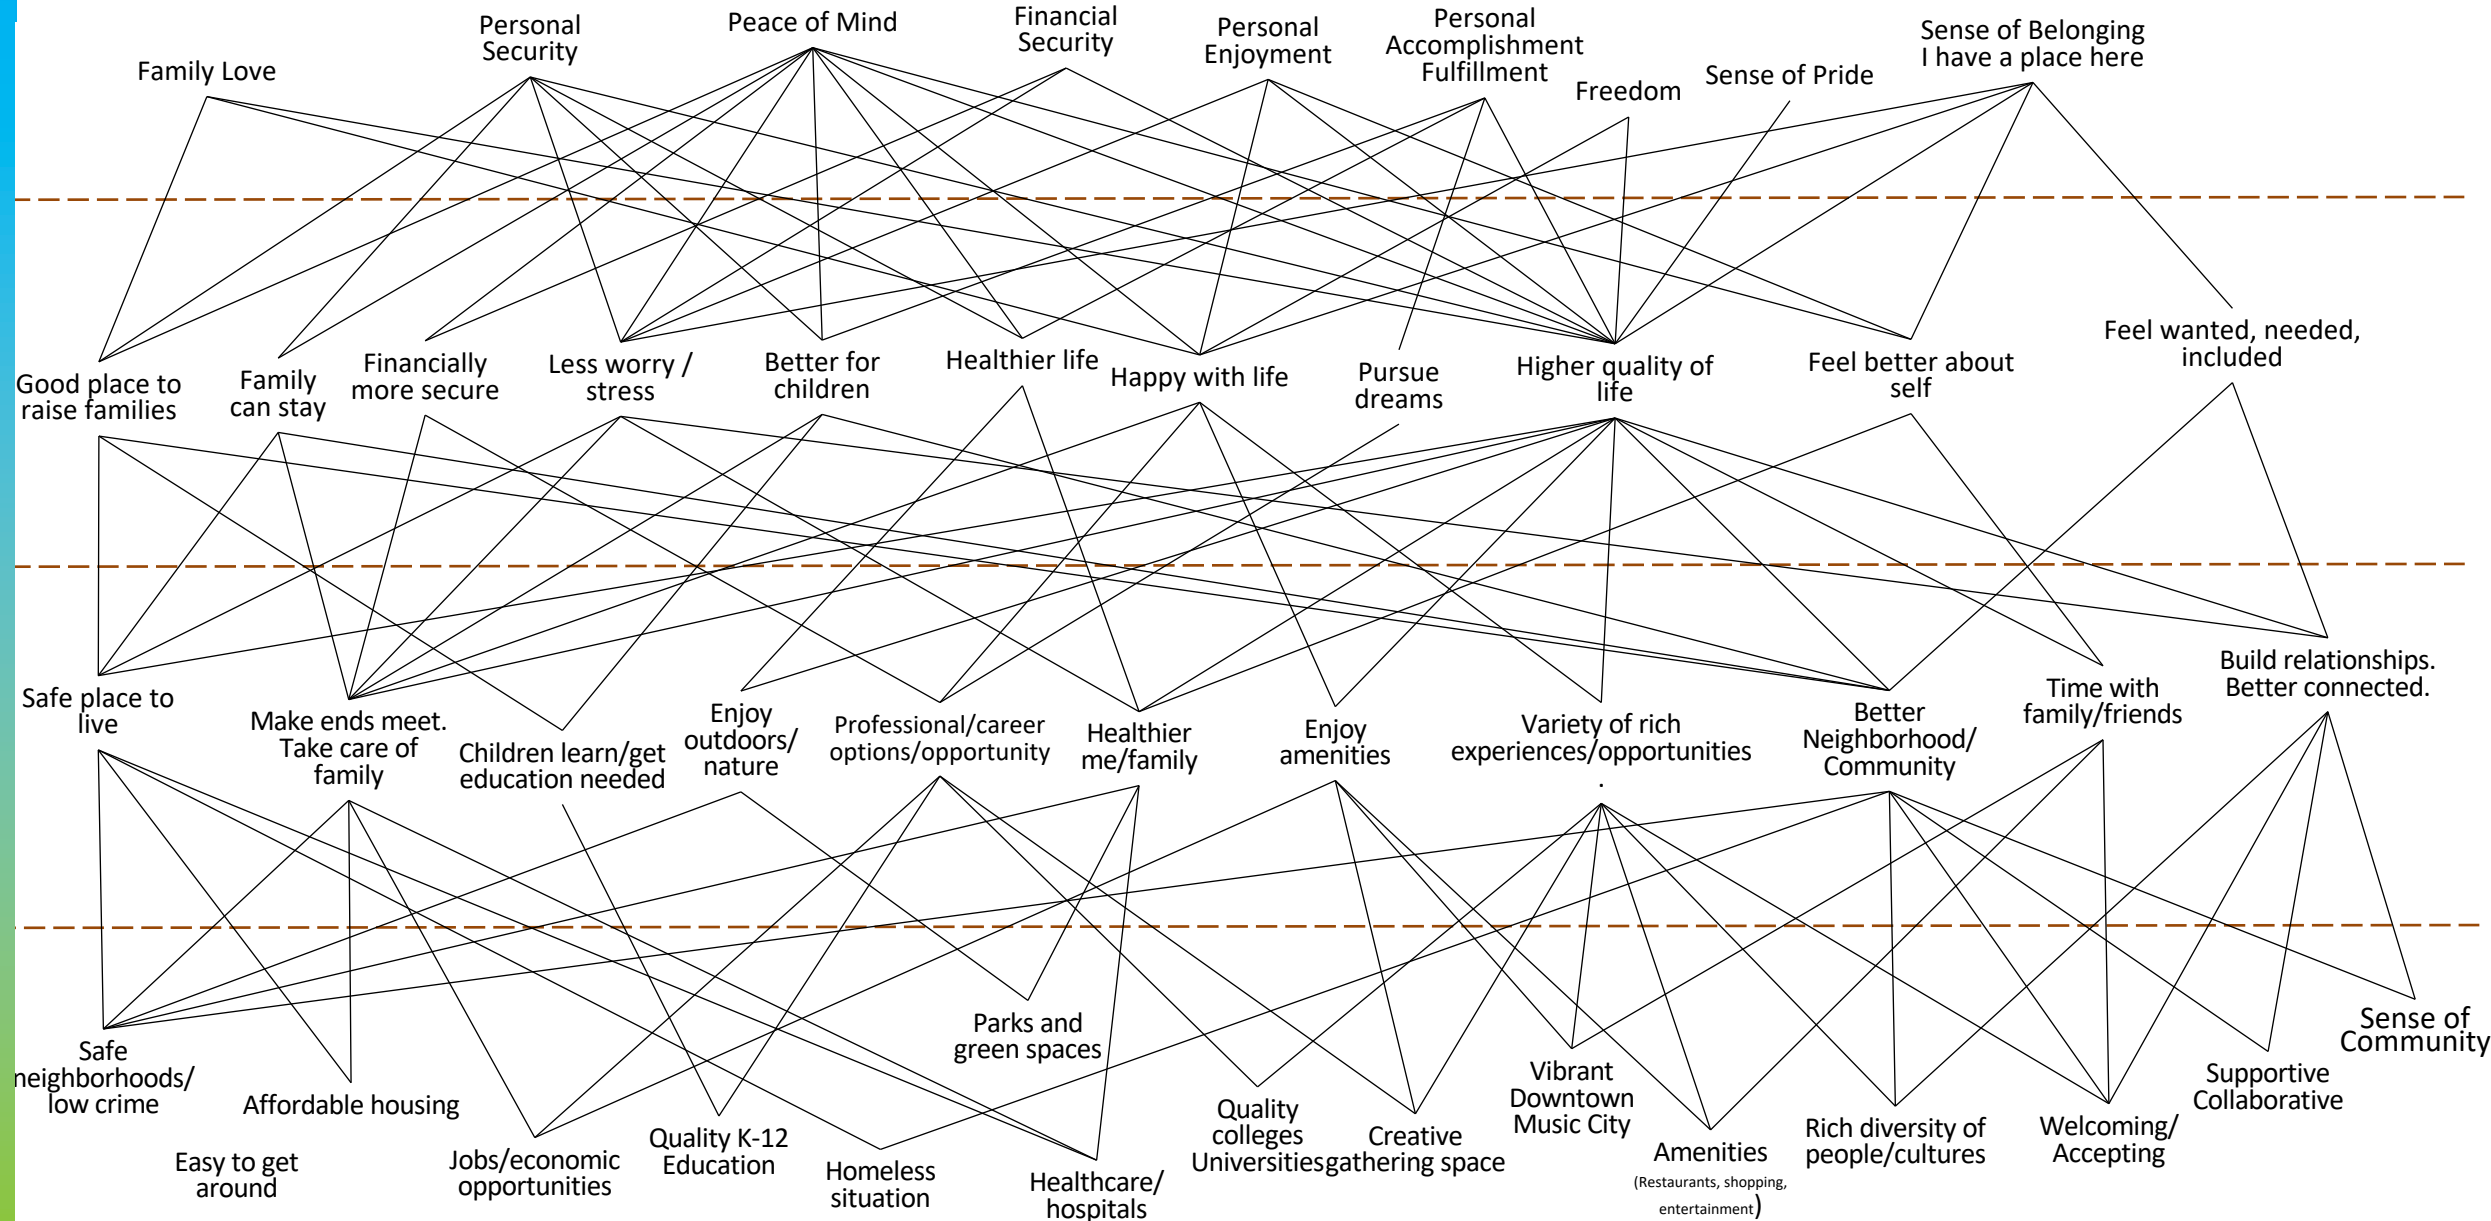 Family Love
Personal
Security
Peace of Mind
Financial
Security
Personal
Enjoyment
Personal
Accomplishment
Fulfillment
Freedom
Sense of Pride
Sense of Belonging
I have a place here
Good place to
raise families
Family
can stay
Financially
more secure
Less worry /
stress
Better for
children
Healthier life
Happy with life
Pursue
dreams
Higher quality of
life
Feel better about
self
Feel wanted, needed,
included
Safe place to
live
Make ends meet.
Take care of
family
Children learn/get
education needed
Enjoy
outdoors/
nature
Professional/career
options/opportunity
Healthier
me/family
Enjoy
amenities
Variety of rich
experiences/opportunities
.
Better
Neighborhood/
Community
Time with
family/friends
Build relationships.
Better connected.
Safe
neighborhoods/
low crime
Affordable housing
Easy to get
around
Jobs/economic
opportunities
Quality K-12
Education
Homeless
situation
Parks and
green spaces
Healthcare/
hospitals
Quality
colleges
Universities
Creative
gathering space
Vibrant
Downtown
Music City
Amenities
(Restaurants, shopping,
entertainment)
Rich diversity of
people/cultures
Welcoming/
Accepting
Supportive
Collaborative
Sense of
Community